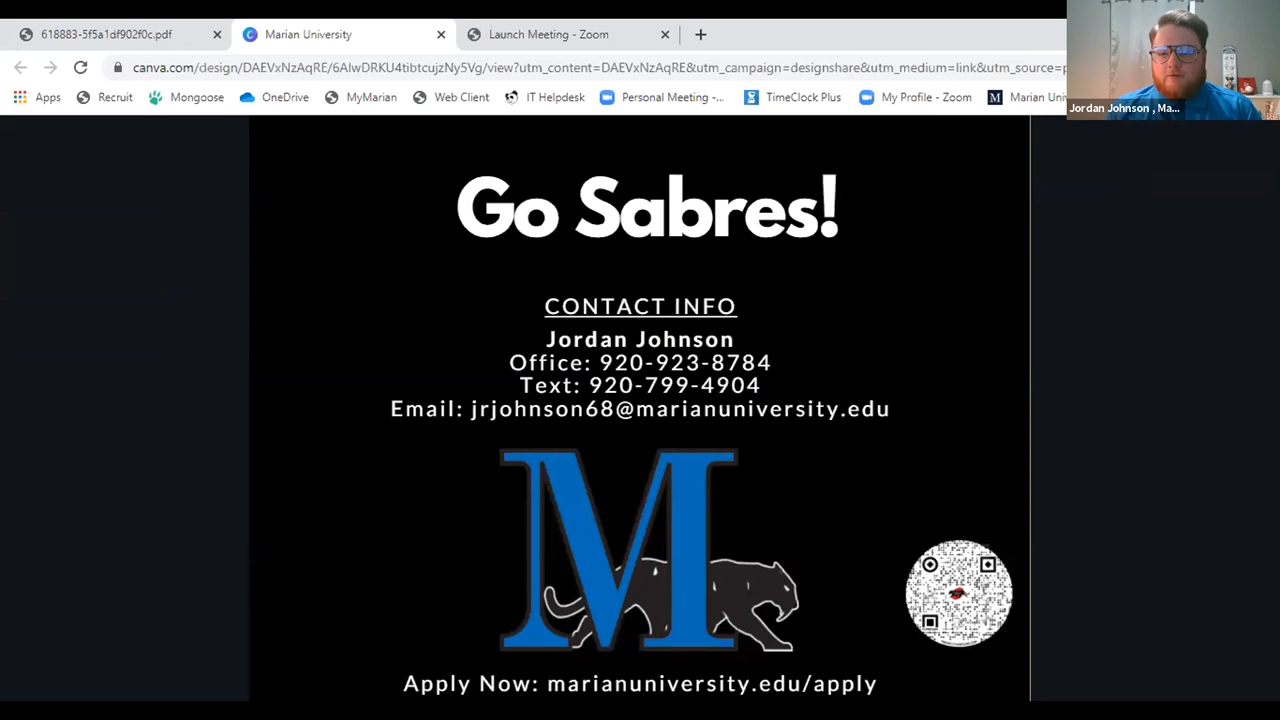 618883-5f5a1df902f0c.pdf
Marian University
Launch Meeting - Zoom
canva.com/design/DAEVxNzAqRE/6AlwDRKU4tibtcujzNy5Yg/view?utm_content=DAEVxNzAqRE&utm_campaign=designshare&utm_medium=link&utm_source=p
Apps Recruit Mongoose OneDrive MyMarian Web Client IT Helpdesk Personal Meeting -... TimeClock Plus My Profile - Zoom Marian Uni
Jordan Johnson , Ma...
Go Sabres!
CONTACT INFO
Jordan Johnson
Office: 920-923-8784
Text: 920-799-4904
Email: jrjohnson68@marianuniversity.edu
M
Apply Now: marianuniversity.edu/apply